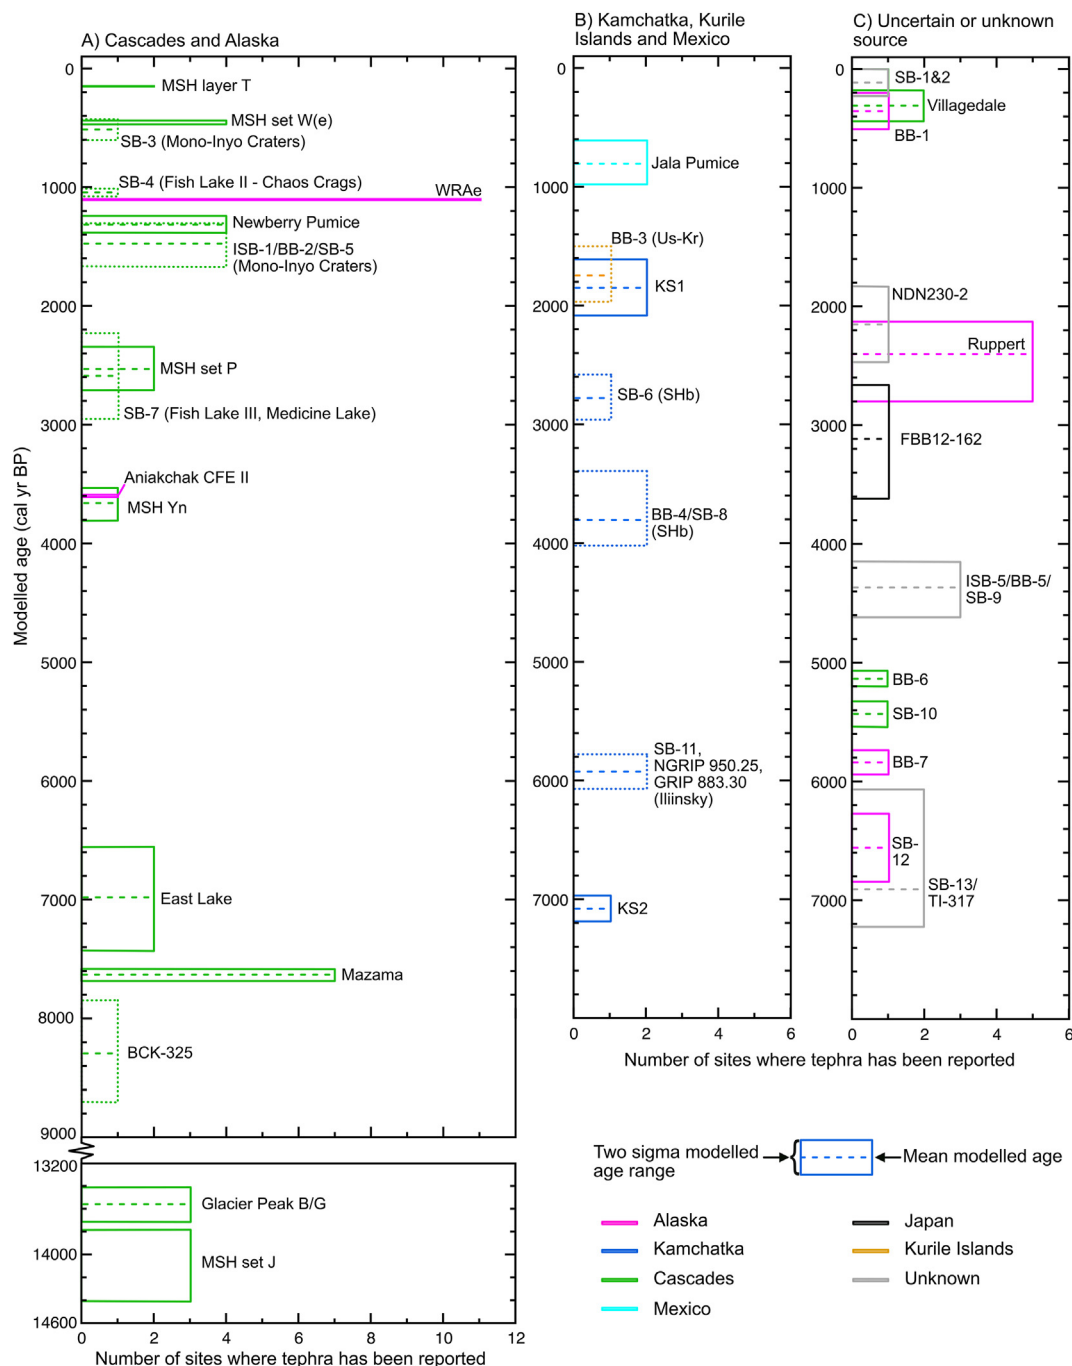 A) Cascades and Alaska
0
MSH layer T
MSH set W(e)
SB-3 (Mono-Inyo Craters)
SB-4 (Fish Lake II - Chaos Crags)
WRAe
1000
Newberry Pumice
ISB-1/BB-2/SB-5
(Mono-Inyo Craters)
2000
MSH set P
SB-7 (Fish Lake III, Medicine Lake)
3000
Aniakchak CFE II
MSH Yn
4000
5000
6000
East Lake
7000
Mazama
8000
BCK-325
9000
13200
Glacier Peak B/G
14000
MSH set J
14600
0 2 4 6 8 10 12
Number of sites where tephra has been reported
Modelled age (cal yr BP)
B) Kamchatka, Kurile
Islands and Mexico
0
Jala Pumice
1000
BB-3 (Us-Kr)
KS1
2000
SB-6 (SHb)
3000
BB-4/SB-8
(SHb)
4000
5000
SB-11,
NGRIP 950.25,
GRIP 883.30
(Iliinsky)
6000
7000
KS2
0 2 4 6
C) Uncertain or unknown
source
0
SB-1&2
Villagedale
BB-1
1000
NDN230-2
2000
Ruppert
3000
FBB12-162
4000
ISB-5/BB-5/
SB-9
5000
BB-6
SB-10
BB-7
6000
SB-
12
SB-13/
TI-317
7000
0 2 4 6
Number of sites where tephra has been reported
Two sigma modelled
age range
Mean modelled age
Alaska
Kamchatka
Cascades
Mexico
Japan
Kurile Islands
Unknown